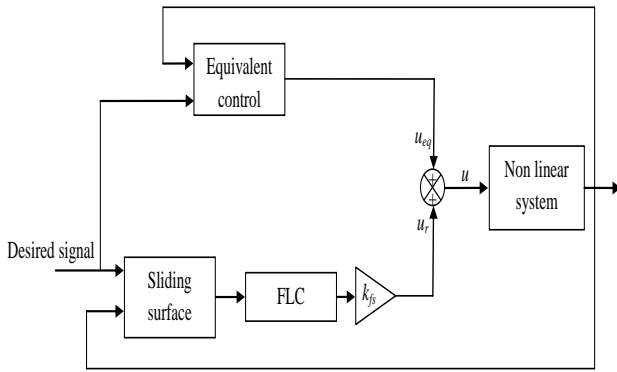 Equivalent
control
u_eq
u
Non linear
system
+
+
u_r
Desired signal
Sliding
surface
FLC
k_fs